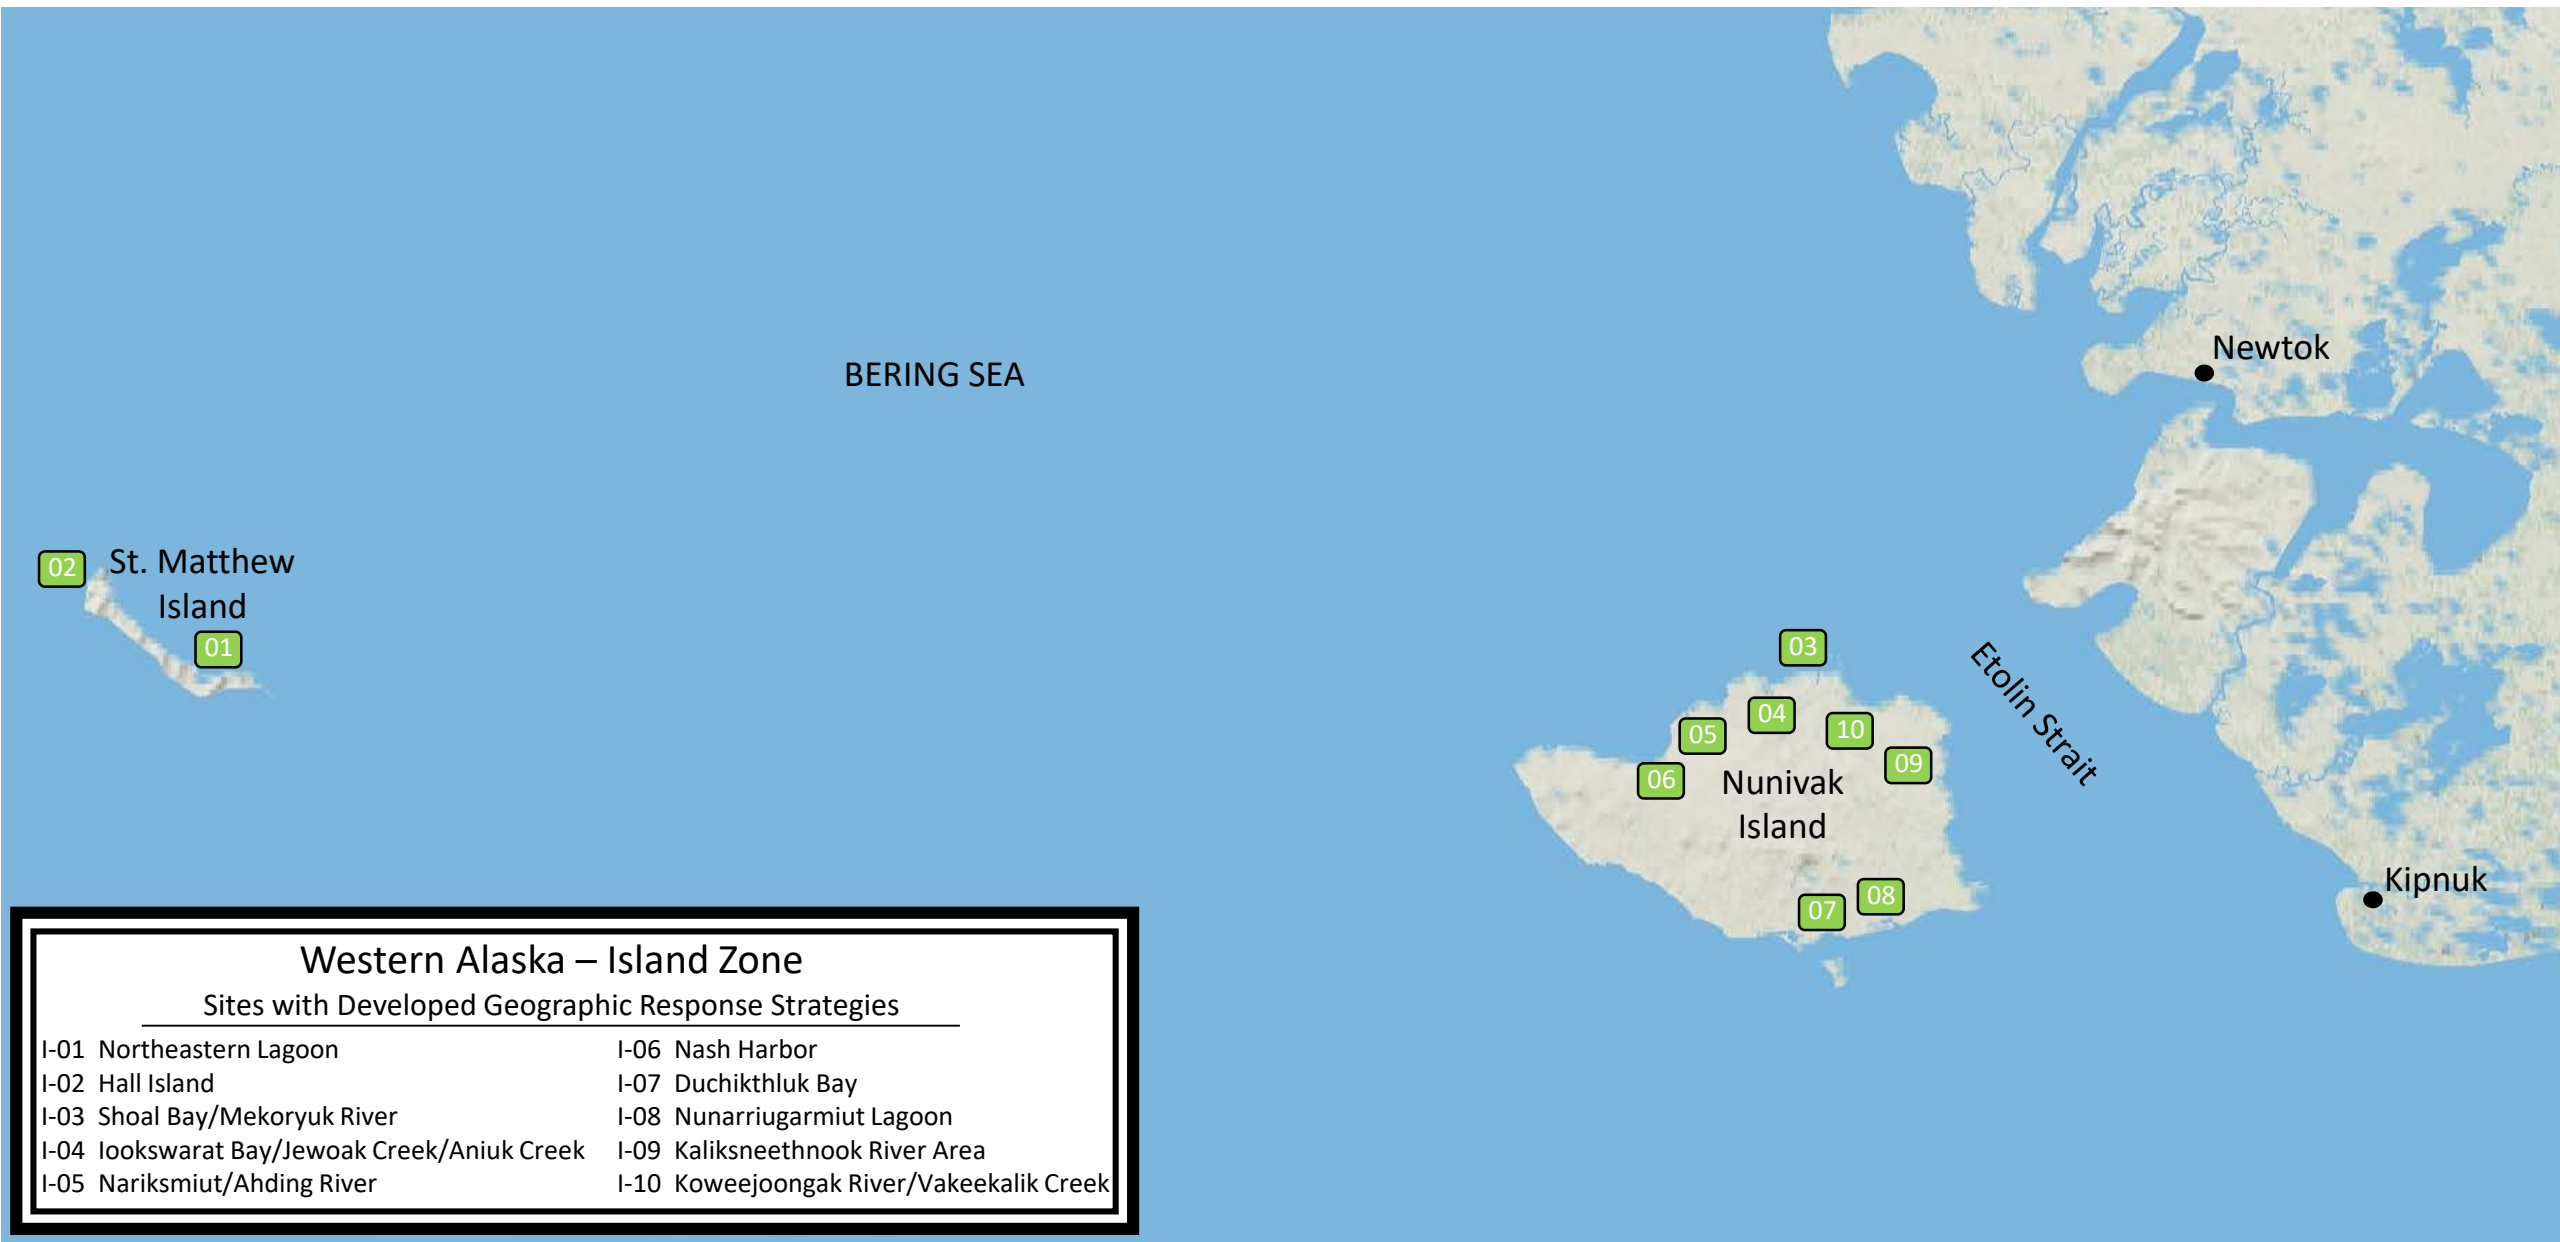 BERING SEA
Newtok
02
St. Matthew
Island
01
03
Etolin Strait
04
05
10
09
06
Nunivak
Island
Kipnuk
08
07
Western Alaska – Island Zone
Sites with Developed Geographic Response Strategies
I-01 Northeastern Lagoon
I-02 Hall Island
I-03 Shoal Bay/Mekoryuk River
I-04 Iookswarat Bay/Jewoak Creek/Aniuk Creek
I-05 Nariksmiut/Ahding River
I-06 Nash Harbor
I-07 Duchikthluk Bay
I-08 Nunarriugarmiut Lagoon
I-09 Kaliksneethnook River Area
I-10 Koweejoongak River/Vakeekalik Creek